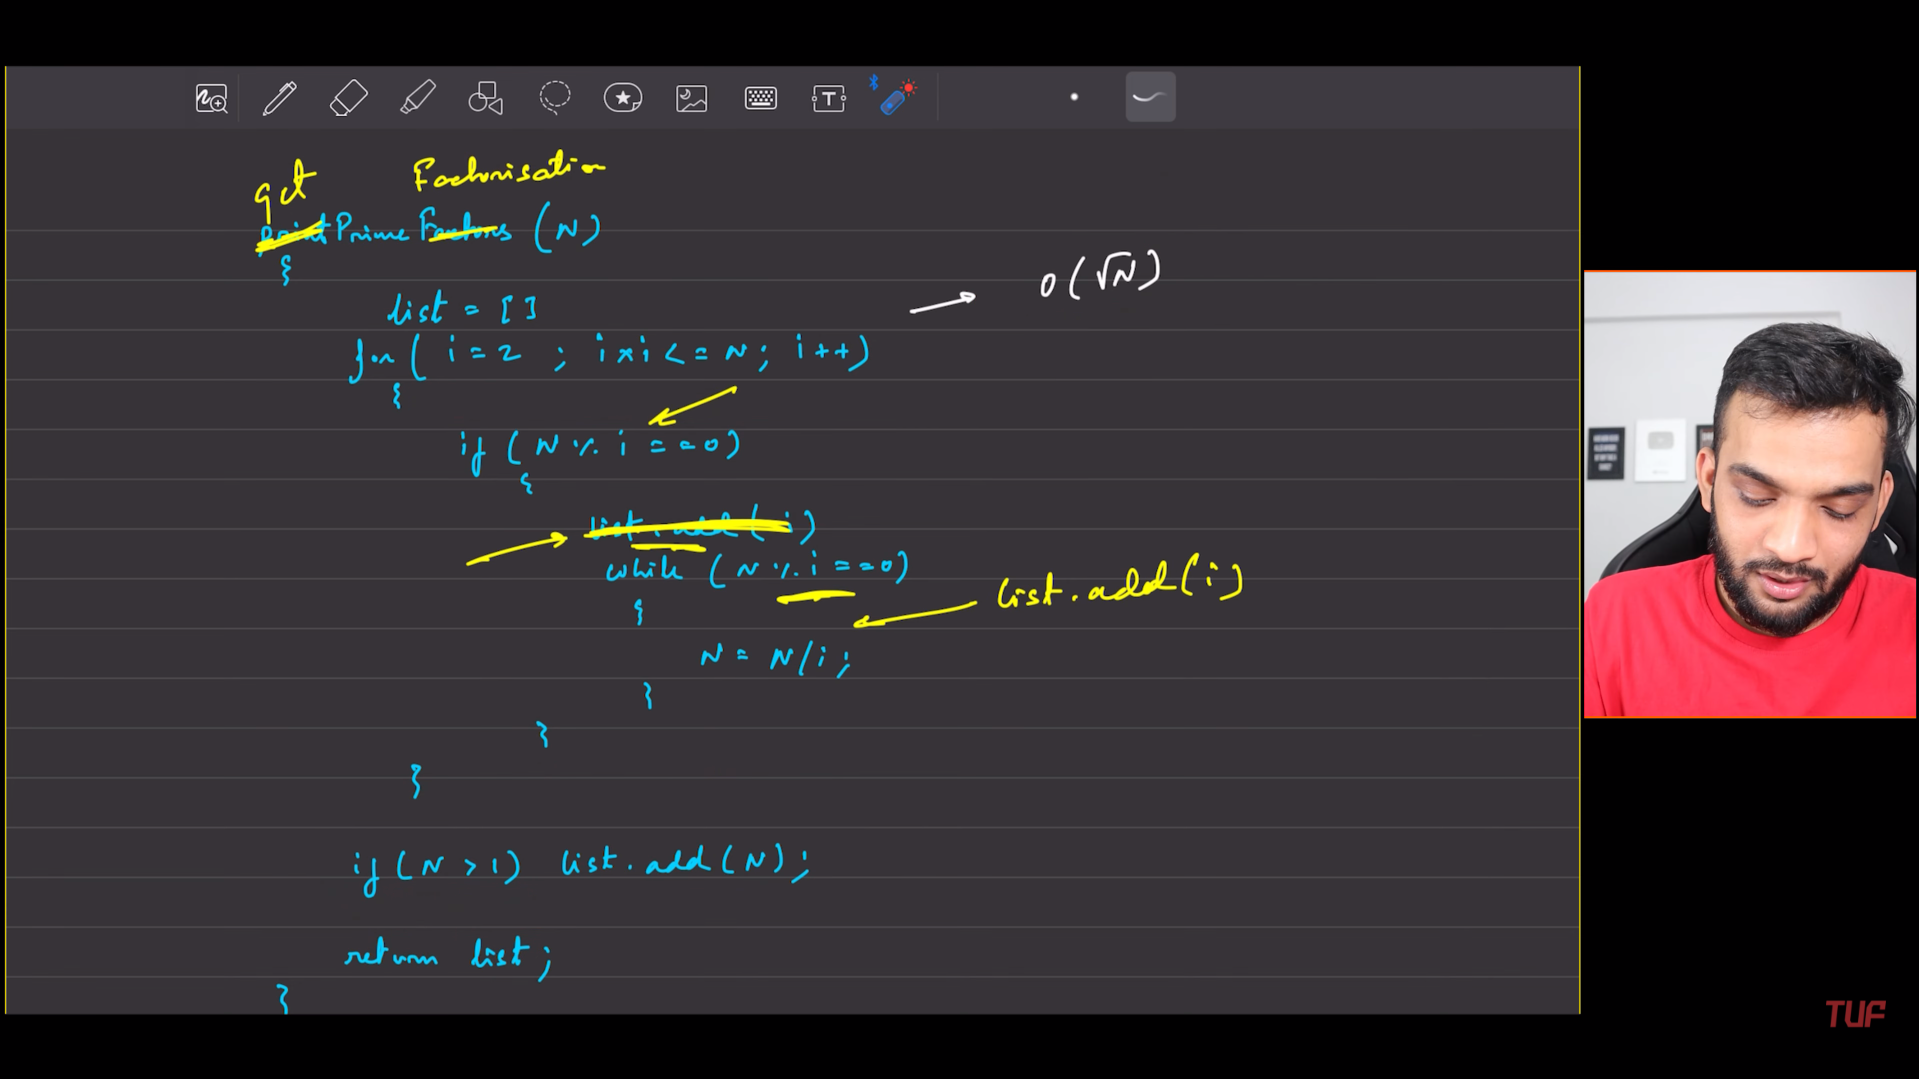 get Factorisation
print Prime Factors (N)
{
list = [ ]
O(√N)
for( i = 2 ; i x i <= N; i++)
{
if ( N % i == 0)
{
list.add(i)
while ( N % i == 0)
list.add(i)
{
N = N/i;
}
}
}
if( N > 1) list.add(N);
return list;
}
T
TUF